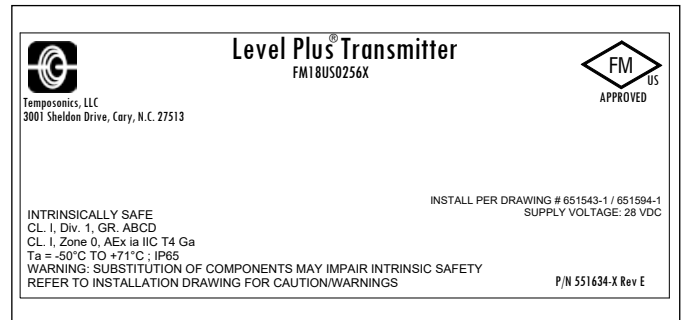 Level Plus® Transmitter
FM18US0256X
FM
US
APPROVED
Temposonics, LLC
3001 Sheldon Drive, Cary, N.C. 27513
INSTALL PER DRAWING # 651543-1 / 651594-1
SUPPLY VOLTAGE: 28 VDC
INTRINSICALLY SAFE
CL. I, Div. 1, GR. ABCD
CL. I, Zone 0, AEx ia IIC T4 Ga
Ta = -50°C TO +71°C ; IP65
WARNING: SUBSTITUTION OF COMPONENTS MAY IMPAIR INTRINSIC SAFETY
REFER TO INSTALLATION DRAWING FOR CAUTION/WARNINGS
P/N 551634-X Rev E